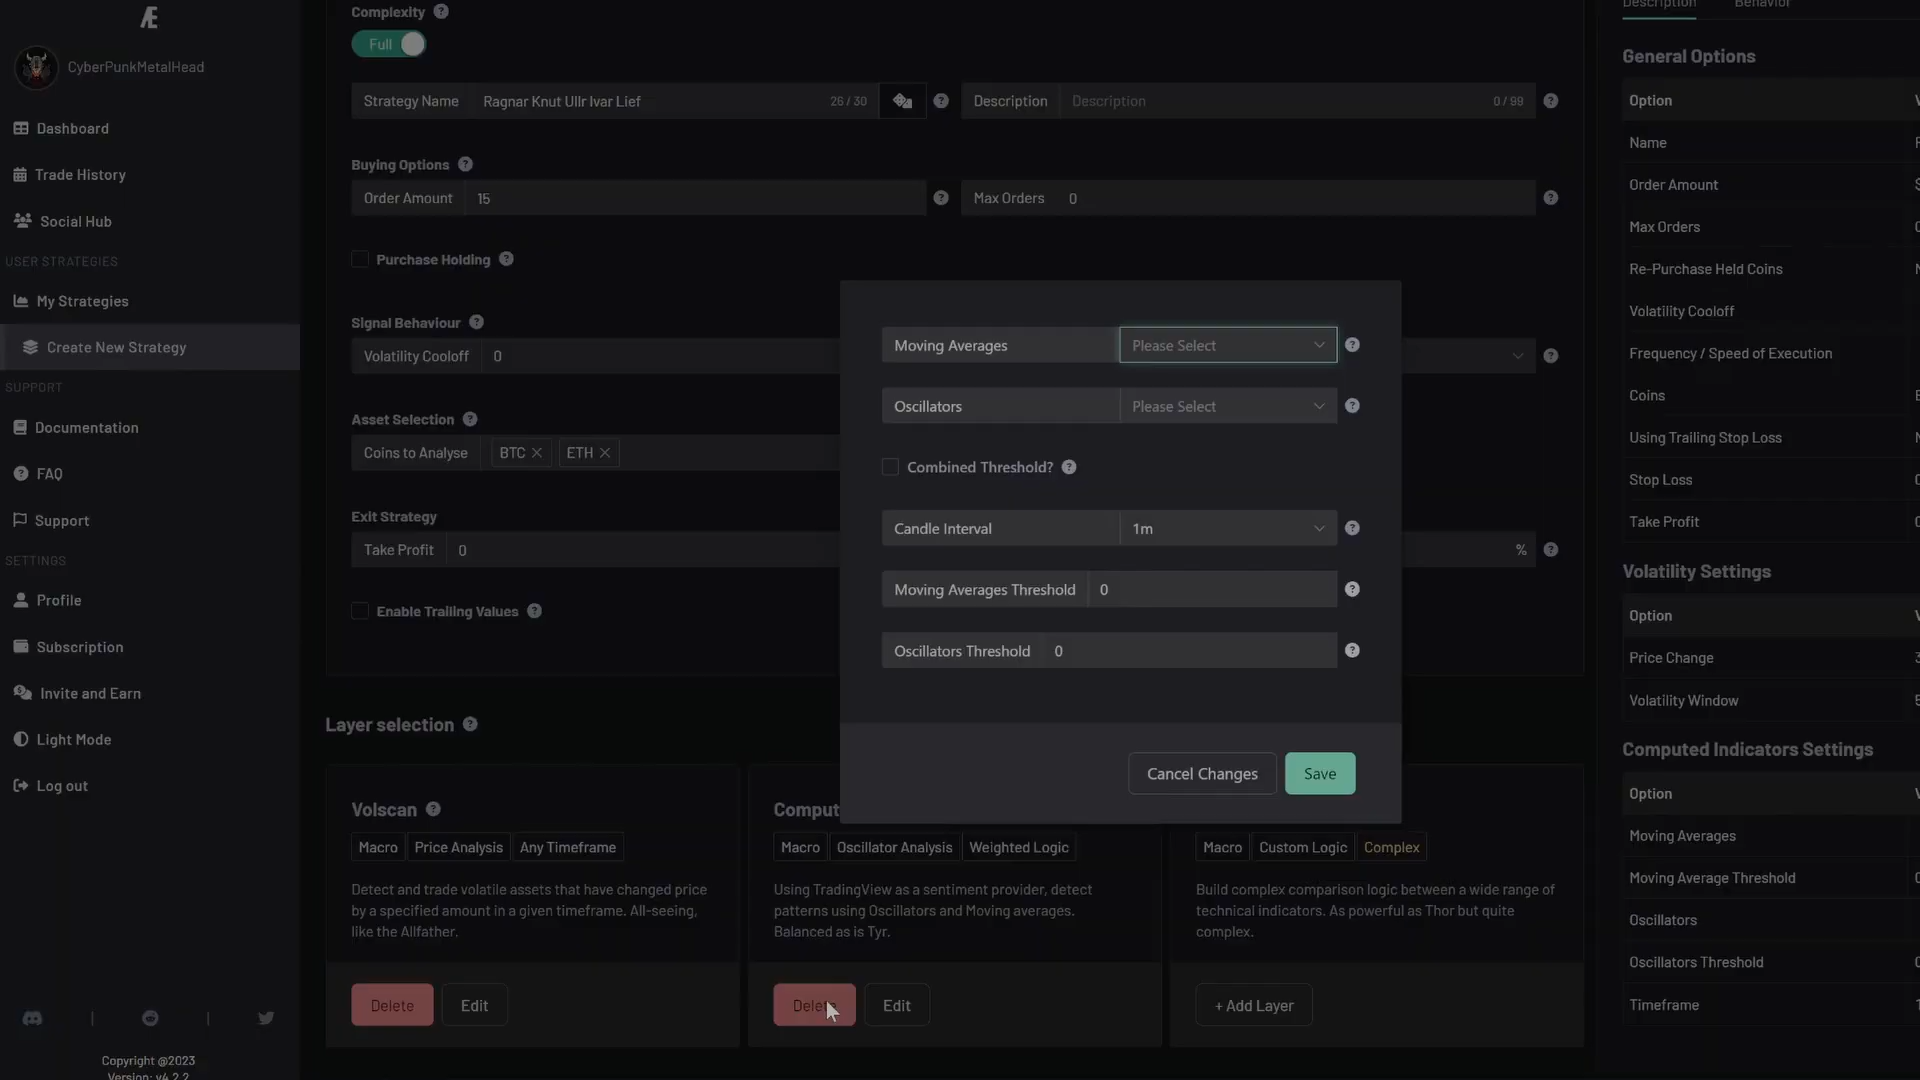 Æ
CyberPunkMetalHead
Dashboard
Trade History
Social Hub
USER STRATEGIES
My Strategies
Create New Strategy
SUPPORT
Documentation
FAQ
Support
SETTINGS
Profile
Subscription
Invite and Earn
Light Mode
Log out
Copyright @2023
Version: v4.2.2
Complexity
Full
Strategy Name Ragnar Knut Ullr Ivar Lief 26 / 30
Description Description 0 / 99
Buying Options
Order Amount 15
Max Orders 0
Purchase Holding
Signal Behaviour
Volatility Cooloff 0
Asset Selection
Coins to Analyse BTC ETH
Exit Strategy
Take Profit 0 %
Enable Trailing Values
Moving Averages Please Select
Oscillators Please Select
Combined Threshold?
Candle Interval 1m
Moving Averages Threshold 0
Oscillators Threshold 0
Cancel Changes Save
Layer selection
Volscan
Macro Price Analysis Any Timeframe
Detect and trade volatile assets that have changed price
by a specified amount in a given timeframe. All-seeing,
like the Allfather.
Delete Edit
Macro Oscillator Analysis Weighted Logic
Using TradingView as a sentiment provider, detect
patterns using Oscillators and Moving averages.
Balanced as is Tyr.
Delete Edit
Macro Custom Logic Complex
Build complex comparison logic between a wide range of
technical indicators. As powerful as Thor but quite
complex.
+ Add Layer
Description Behavior
General Options
Option
Name
Order Amount
Max Orders
Re-Purchase Held Coins
Volatility Cooloff
Frequency / Speed of Execution
Coins
Using Trailing Stop Loss
Stop Loss
Take Profit
Volatility Settings
Option
Price Change
Volatility Window
Computed Indicators Settings
Option
Moving Averages
Moving Average Threshold
Oscillators
Oscillators Threshold
Timeframe